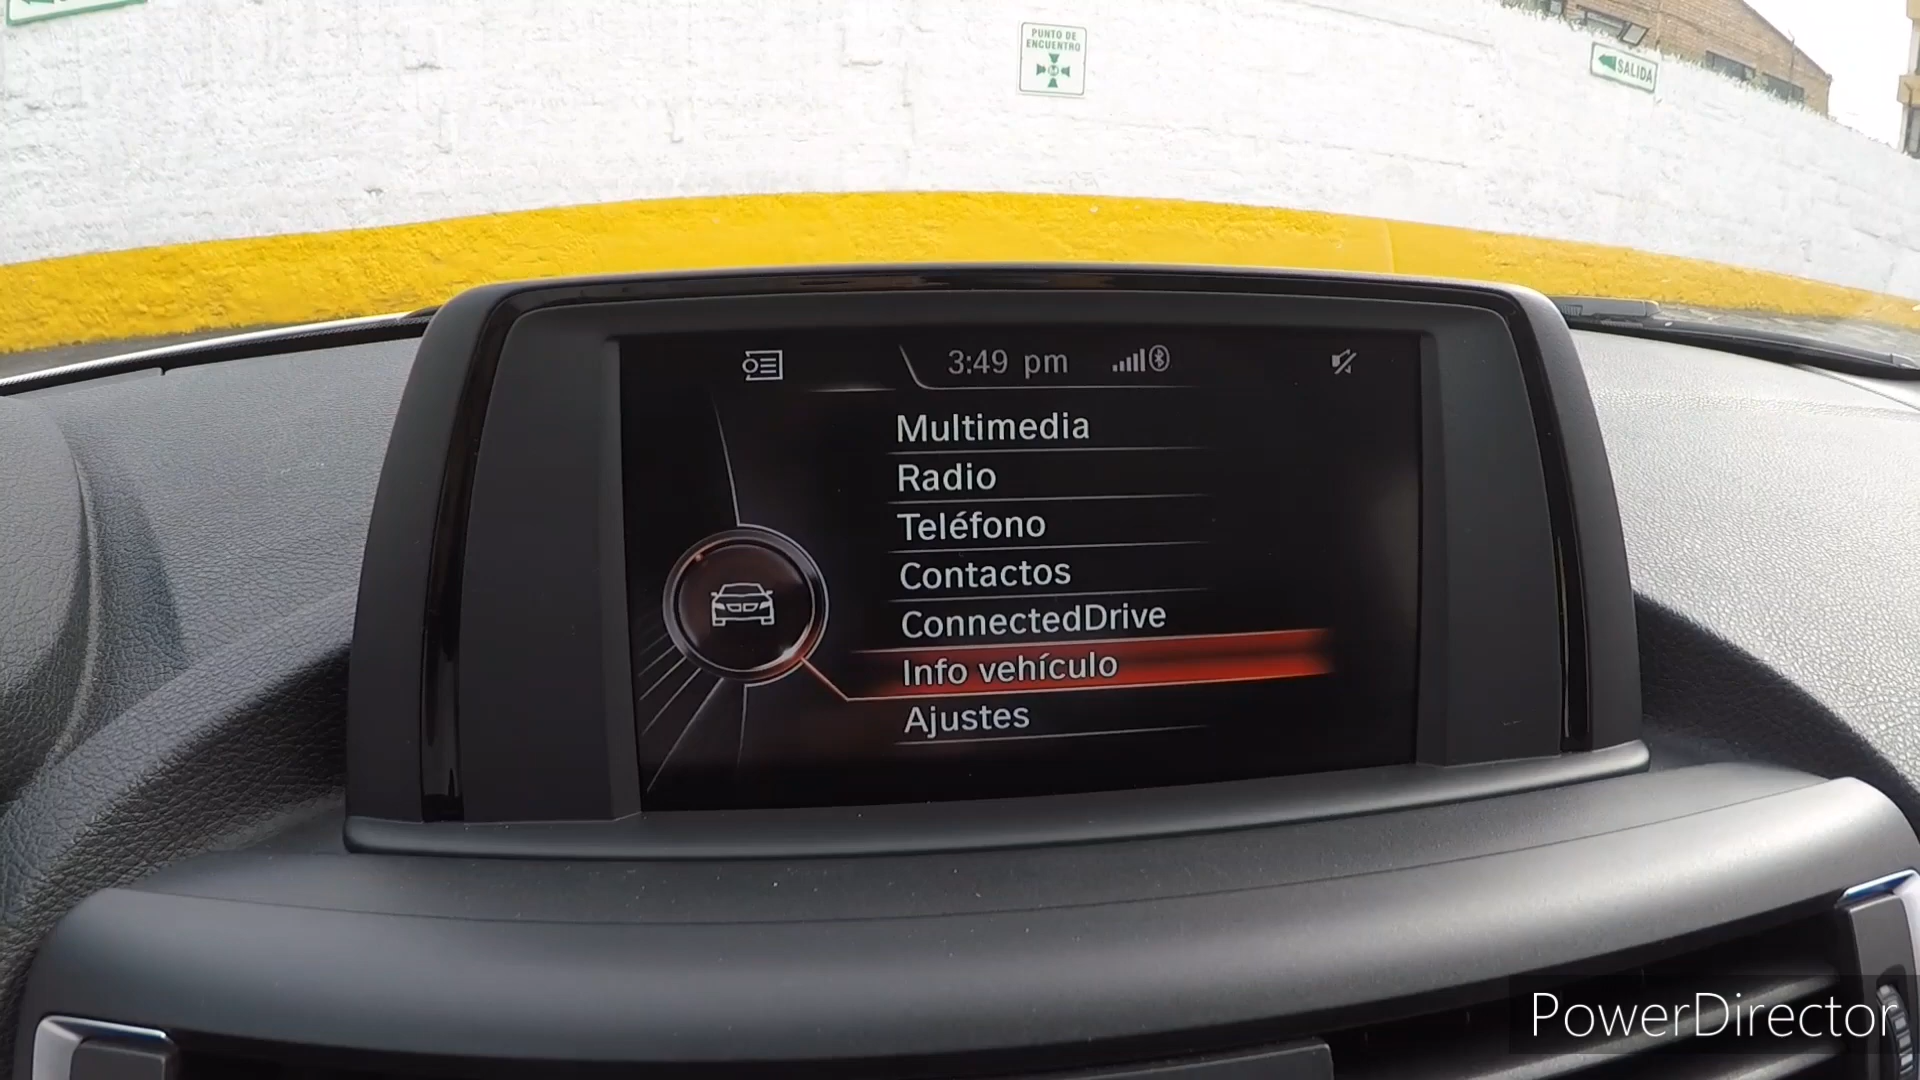 PUNTO DE
ENCUENTRO
SALIDA
3:49 pm
Multimedia
Radio
Teléfono
Contactos
ConnectedDrive
Info vehículo
Ajustes
PowerDirector